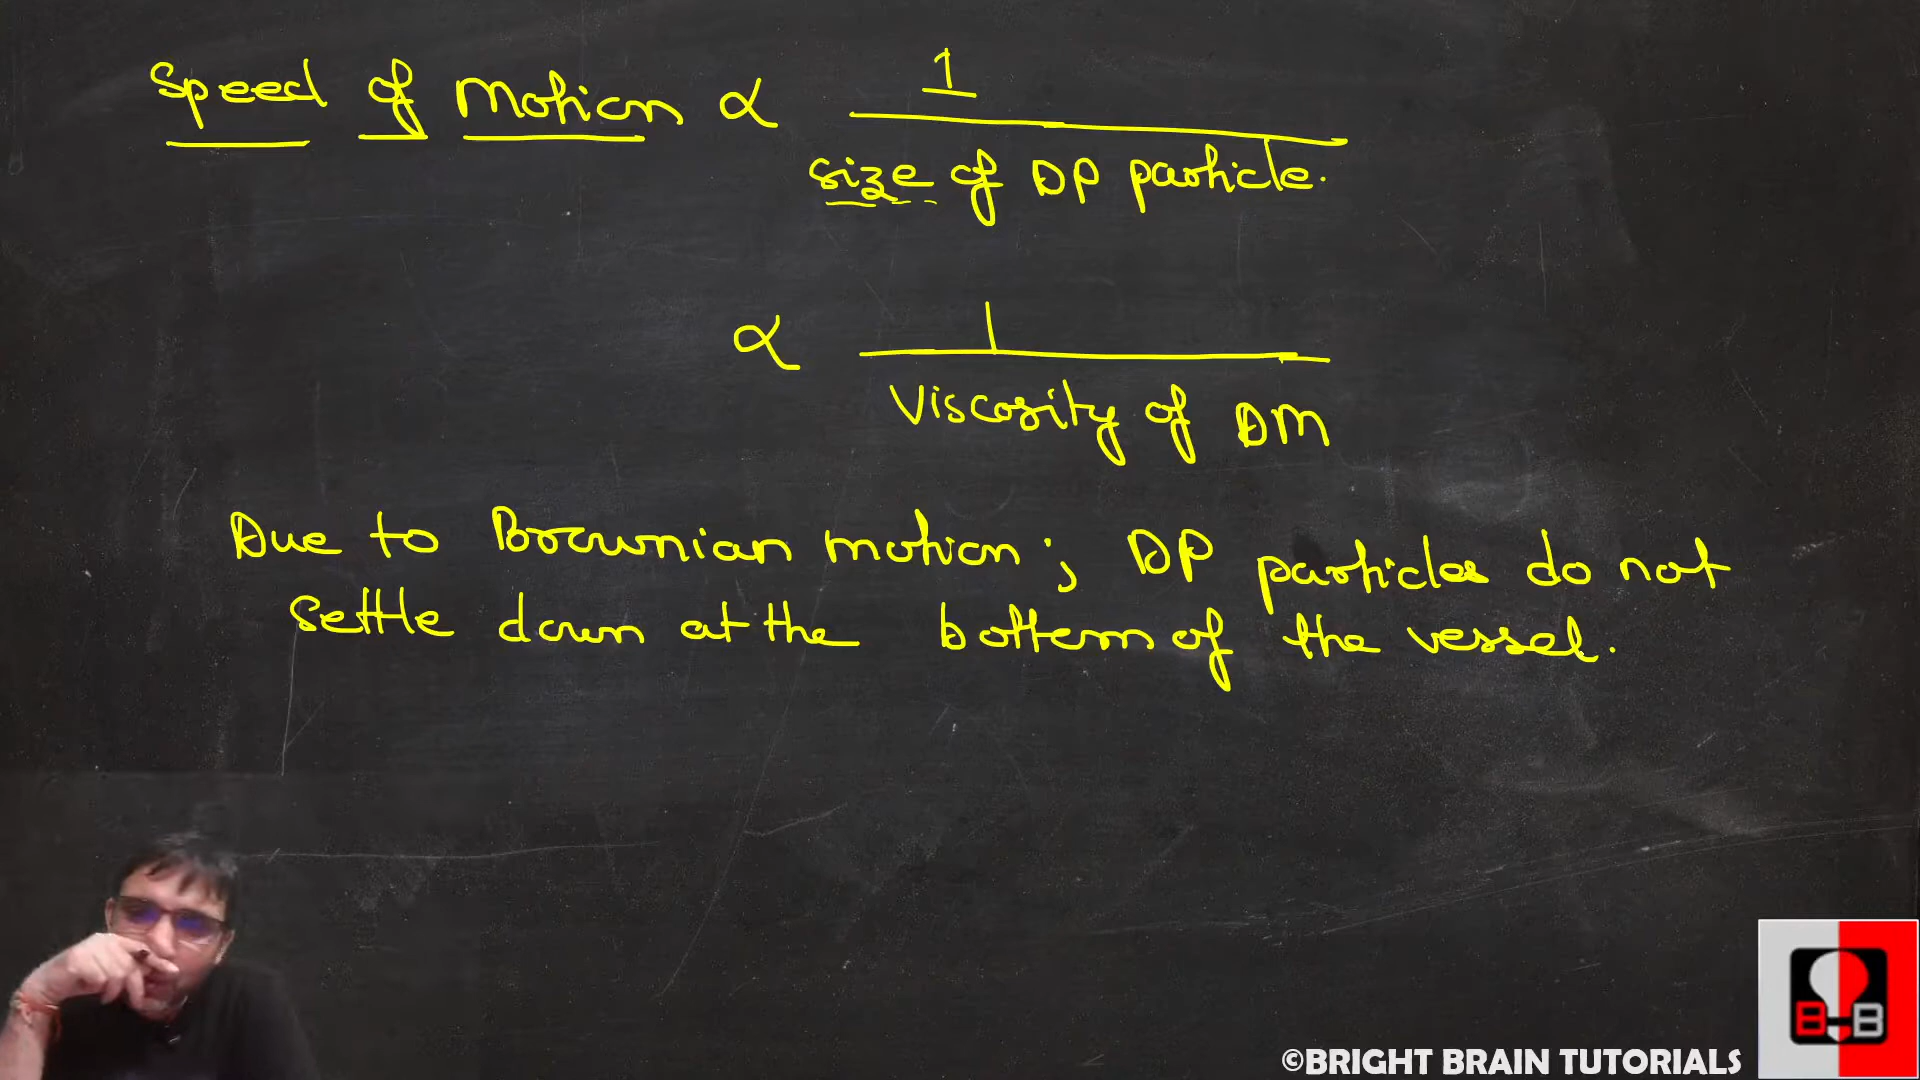 Speed of Motion ∝ 1
size of DP particle.
∝ 1
Viscosity of DM
Due to Brownian motion; DP particles do not
settle down at the bottom of the vessel.
B B
©BRIGHT BRAIN TUTORIALS